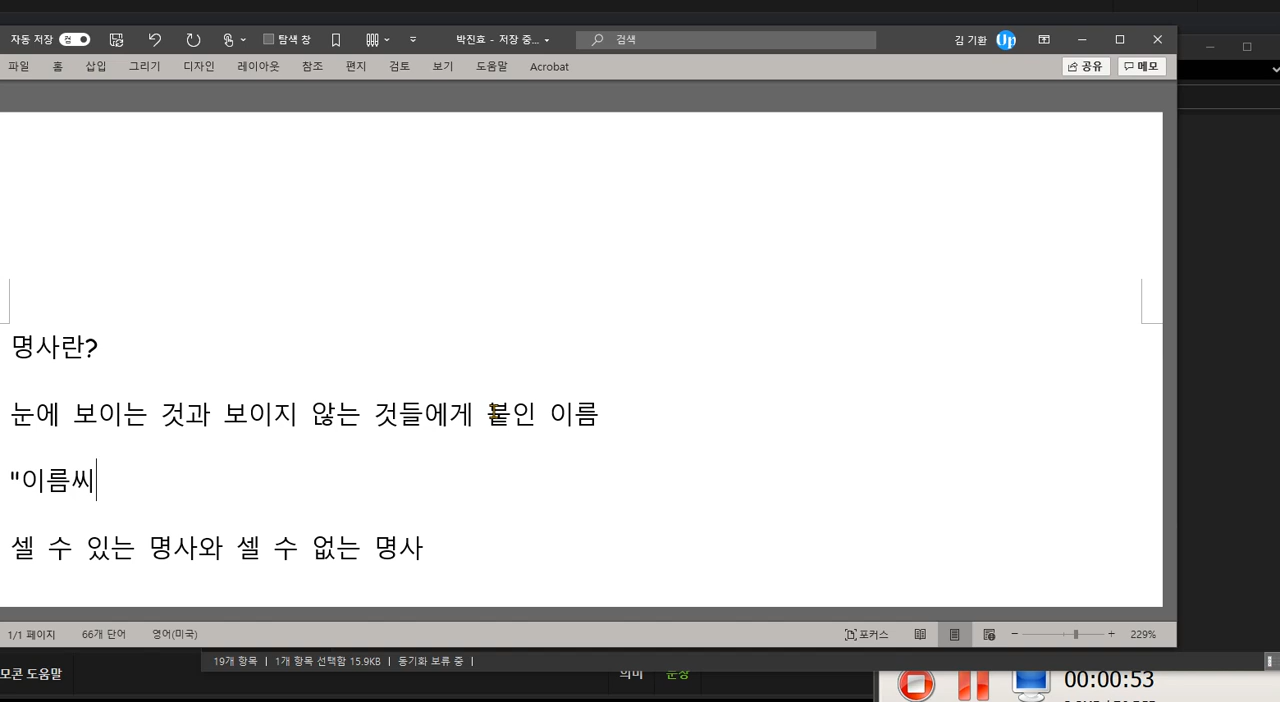 자동 저장 켬 탐색 창 박진효 - 저장 중... 검색 김 기환 Up
파일 홈 삽입 그리기 디자인 레이아웃 참조 편지 검토 보기 도움말 Acrobat 공유 메모
명사란?
눈에 보이는 것과 보이지 않는 것들에게 붙인 이름
"이름씨
셀 수 있는 명사와 셀 수 없는 명사
1/1 페이지 66개 단어 영어(미국) 포커스 229%
19개 항목 1개 항목 선택함 15.9KB 동기화 보류 중
모콘 도움말 의미 문장 00:00:53